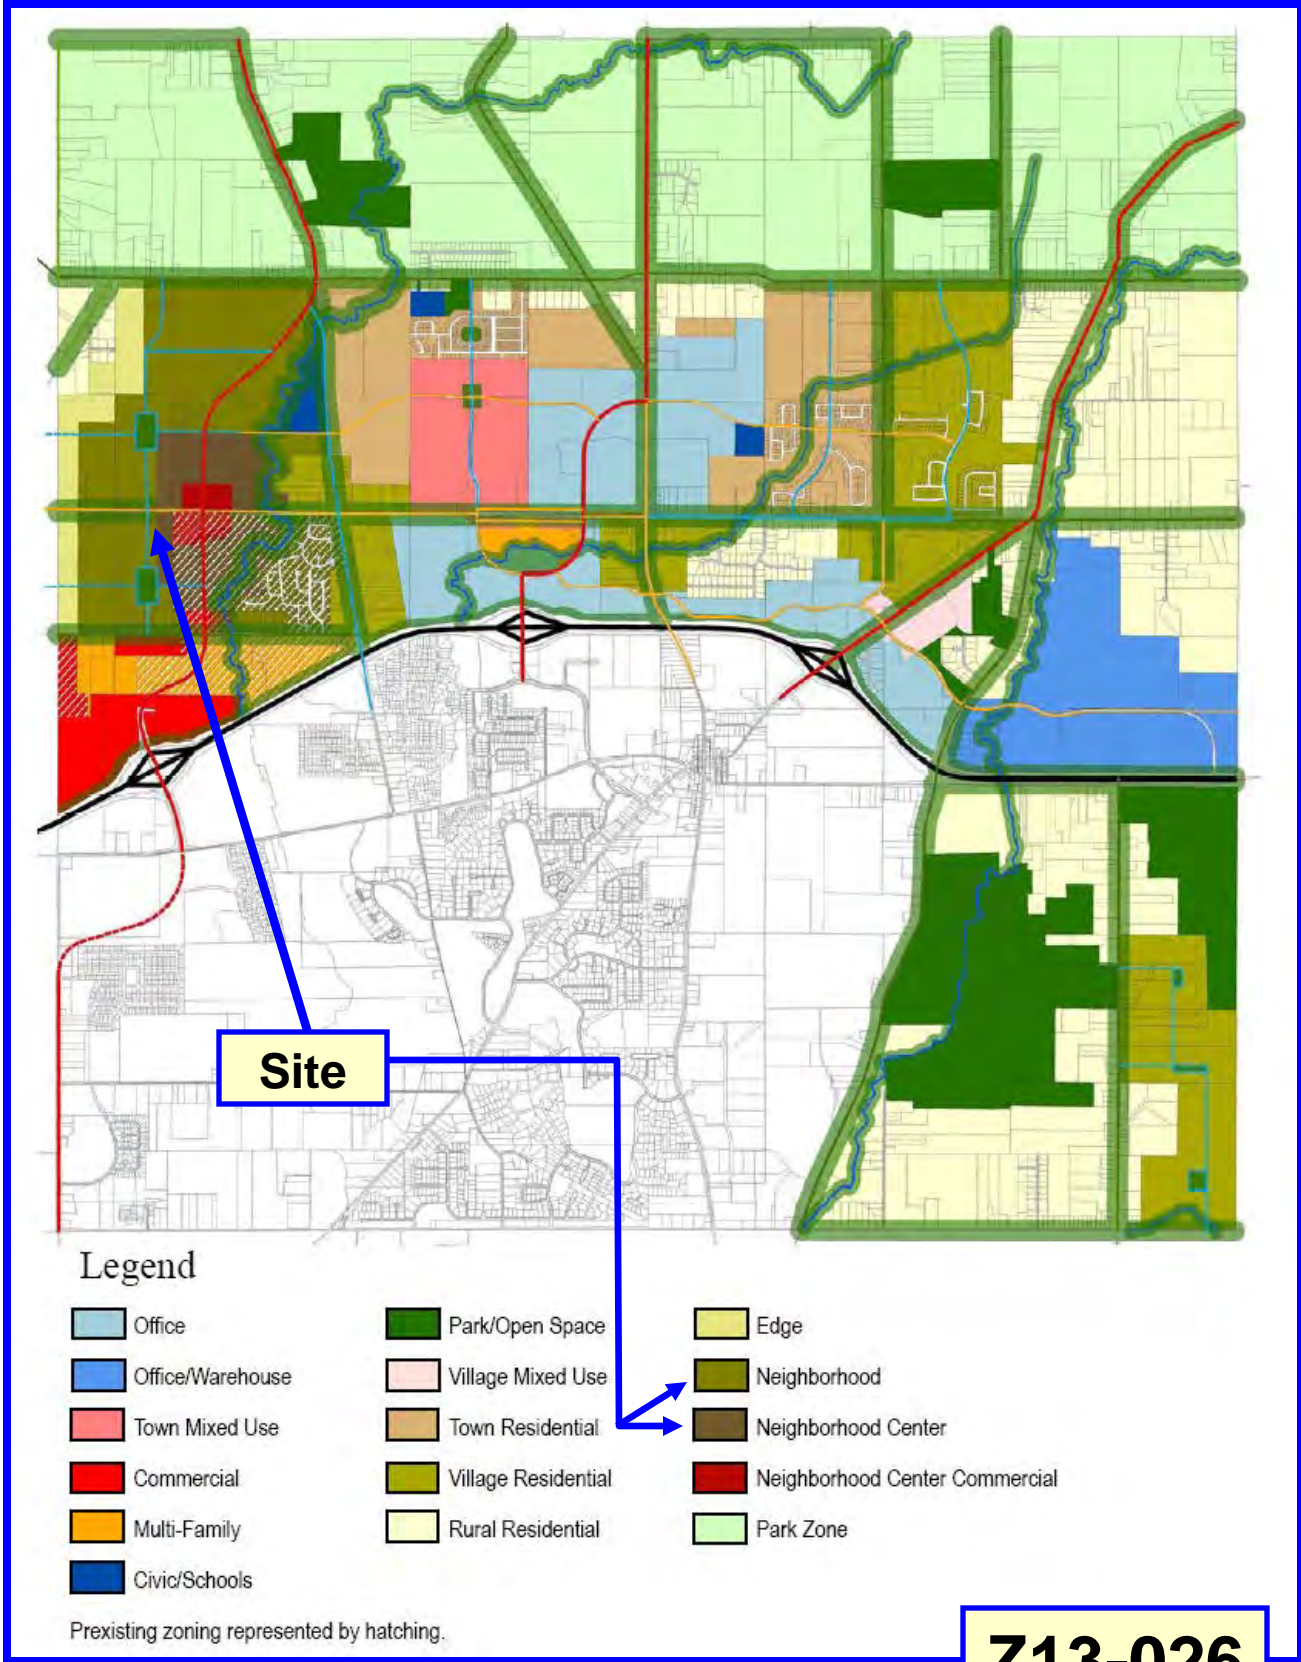 Site
Legend
Office
Park/Open Space
Edge
Office/Warehouse
Village Mixed Use
Neighborhood
Town Mixed Use
Town Residential
Neighborhood Center
Commercial
Village Residential
Neighborhood Center Commercial
Multi-Family
Rural Residential
Park Zone
Civic/Schools
Prexisting zoning represented by hatching.
Z13-026